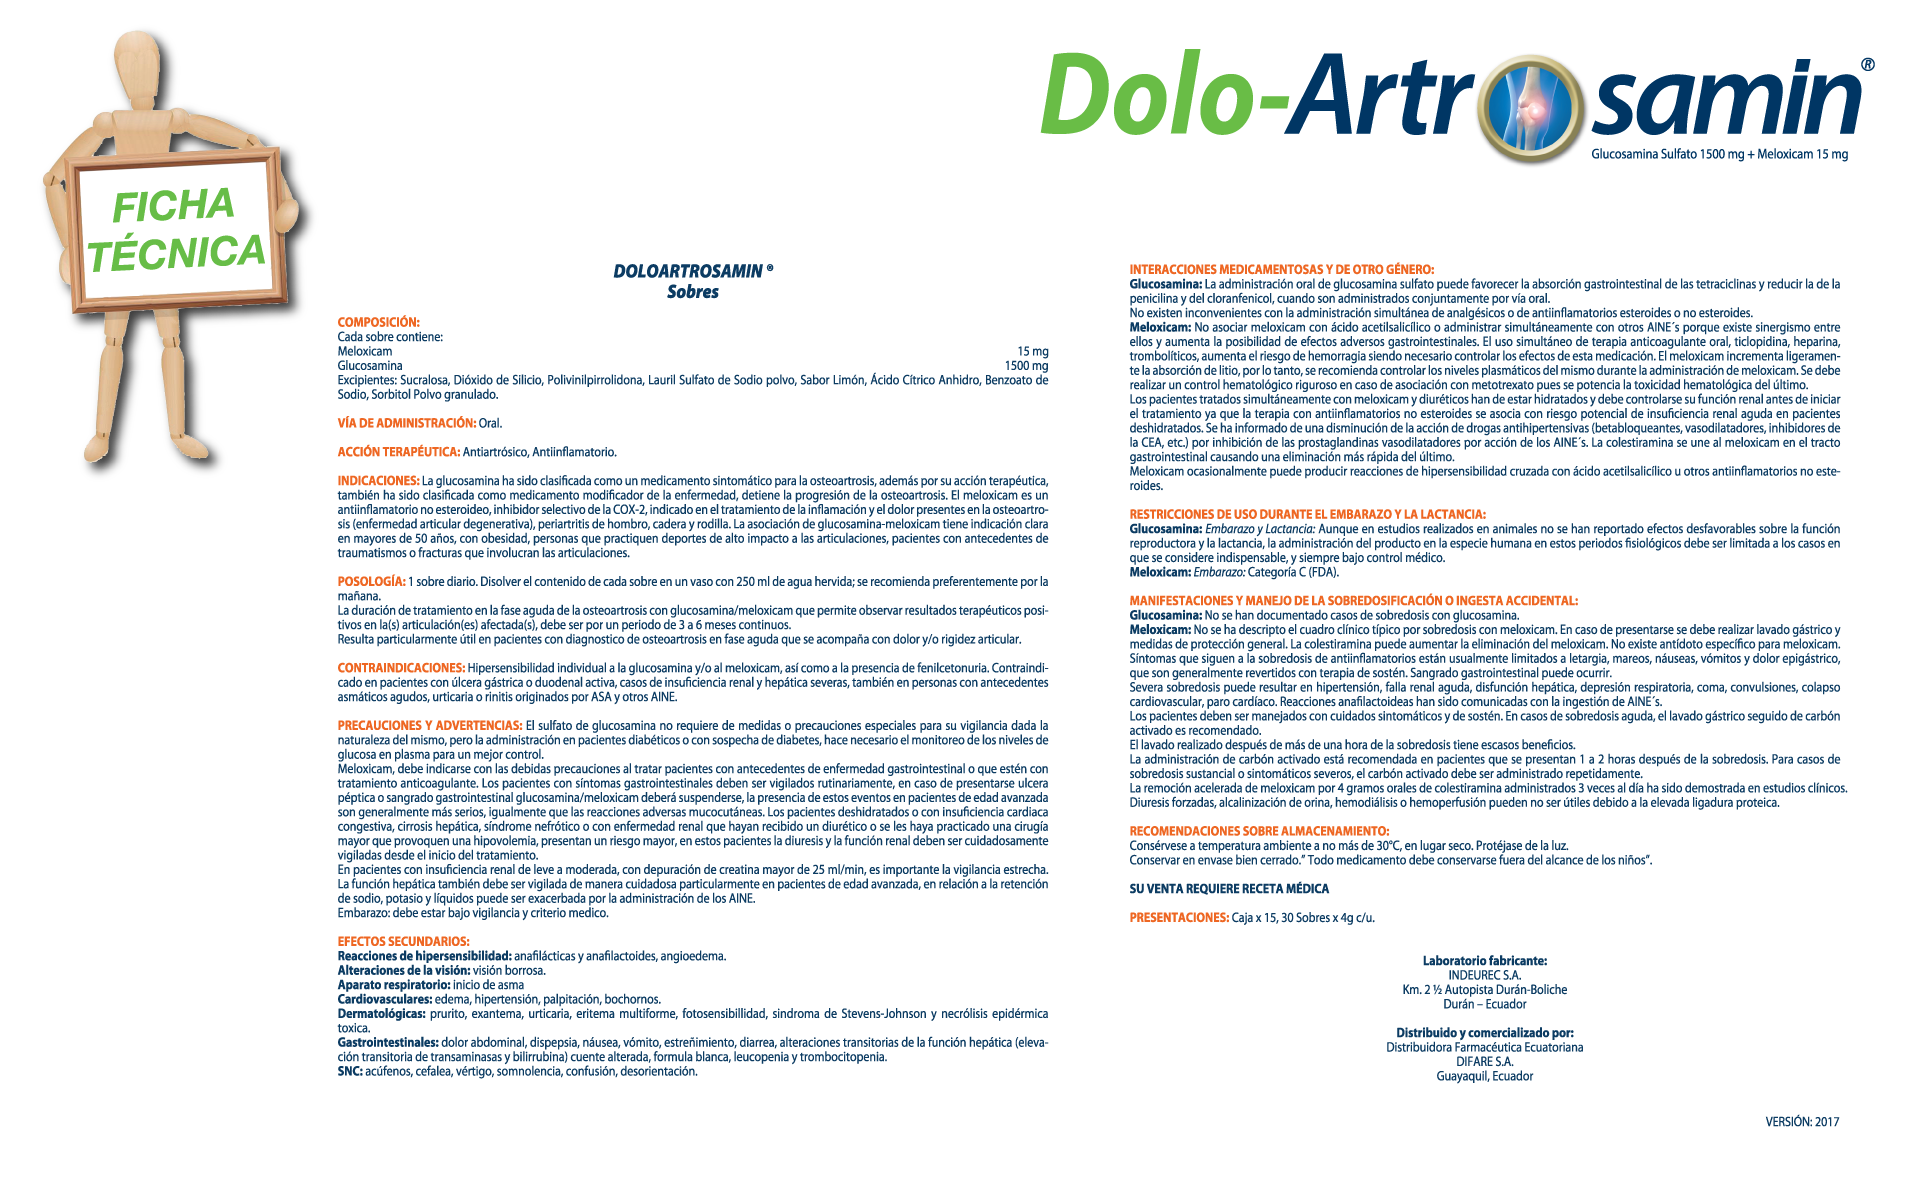 FICHA
TÉCNICA
Dolo-Artrosamin®
Glucosamina Sulfato 1500 mg + Meloxicam 15 mg
DOLOARTROSAMIN ®
Sobres
COMPOSICIÓN:
Cada sobre contiene:
Meloxicam 15 mg
Glucosamina 1500 mg
Excipientes: Sucralosa, Dióxido de Silicio, Polivinilpirrolidona, Lauril Sulfato de Sodio polvo, Sabor Limón, Ácido Cítrico Anhidro, Benzoato de
Sodio, Sorbitol Polvo granulado.
VÍA DE ADMINISTRACIÓN: Oral.
ACCIÓN TERAPÉUTICA: Antiartrósico, Antiinflamatorio.
INDICACIONES: La glucosamina ha sido clasificada como un medicamento sintomático para la osteoartrosis, además por su acción terapéutica,
también ha sido clasificada como medicamento modificador de la enfermedad, detiene la progresión de la osteoartrosis. El meloxicam es un
antiinflamatorio no esteroideo, inhibidor selectivo de la COX-2, indicado en el tratamiento de la inflamación y el dolor presentes en la osteoartro-
sis (enfermedad articular degenerativa), periartritis de hombro, cadera y rodilla. La asociación de glucosamina-meloxicam tiene indicación clara
en mayores de 50 años, con obesidad, personas que practiquen deportes de alto impacto a las articulaciones, pacientes con antecedentes de
traumatismos o fracturas que involucran las articulaciones.
POSOLOGÍA: 1 sobre diario. Disolver el contenido de cada sobre en un vaso con 250 ml de agua hervida; se recomienda preferentemente por la
mañana.
La duración de tratamiento en la fase aguda de la osteoartrosis con glucosamina/meloxicam que permite observar resultados terapéuticos posi-
tivos en la(s) articulación(es) afectada(s), debe ser por un periodo de 3 a 6 meses continuos.
Resulta particularmente útil en pacientes con diagnostico de osteoartrosis en fase aguda que se acompaña con dolor y/o rigidez articular.
CONTRAINDICACIONES: Hipersensibilidad individual a la glucosamina y/o al meloxicam, así como a la presencia de fenilcetonuria. Contraindi-
cado en pacientes con úlcera gástrica o duodenal activa, casos de insuficiencia renal y hepática severas, también en personas con antecedentes
asmáticos agudos, urticaria o rinitis originados por ASA y otros AINE.
PRECAUCIONES Y ADVERTENCIAS: El sulfato de glucosamina no requiere de medidas o precauciones especiales para su vigilancia dada la
naturaleza del mismo, pero la administración en pacientes diabéticos o con sospecha de diabetes, hace necesario el monitoreo de los niveles de
glucosa en plasma para un mejor control.
Meloxicam, debe indicarse con las debidas precauciones al tratar pacientes con antecedentes de enfermedad gastrointestinal o que estén con
tratamiento anticoagulante. Los pacientes con síntomas gastrointestinales deben ser vigilados rutinariamente, en caso de presentarse ulcera
péptica o sangrado gastrointestinal glucosamina/meloxicam deberá suspenderse, la presencia de estos eventos en pacientes de edad avanzada
son generalmente más serios, igualmente que las reacciones adversas mucocutáneas. Los pacientes deshidratados o con insuficiencia cardiaca
congestiva, cirrosis hepática, síndrome nefrótico o con enfermedad renal que hayan recibido un diurético o se les haya practicado una cirugía
mayor que provoquen una hipovolemia, presentan un riesgo mayor, en estos pacientes la diuresis y la función renal deben ser cuidadosamente
vigiladas desde el inicio del tratamiento.
En pacientes con insuficiencia renal de leve a moderada, con depuración de creatina mayor de 25 ml/min, es importante la vigilancia estrecha.
La función hepática también debe ser vigilada de manera cuidadosa particularmente en pacientes de edad avanzada, en relación a la retención
de sodio, potasio y líquidos puede ser exacerbada por la administración de los AINE.
Embarazo: debe estar bajo vigilancia y criterio medico.
EFECTOS SECUNDARIOS:
Reacciones de hipersensibilidad: anafilácticas y anafilactoides, angioedema.
Alteraciones de la visión: visión borrosa.
Aparato respiratorio: inicio de asma
Cardiovasculares: edema, hipertensión, palpitación, bochornos.
Dermatológicas: prurito, exantema, urticaria, eritema multiforme, fotosensibillidad, sindroma de Stevens-Johnson y necrólisis epidérmica
toxica.
Gastrointestinales: dolor abdominal, dispepsia, náusea, vómito, estreñimiento, diarrea, alteraciones transitorias de la función hepática (eleva-
ción transitoria de transaminasas y bilirrubina) cuente alterada, formula blanca, leucopenia y trombocitopenia.
SNC: acúfenos, cefalea, vértigo, somnolencia, confusión, desorientación.
INTERACCIONES MEDICAMENTOSAS Y DE OTRO GÉNERO:
Glucosamina: La administración oral de glucosamina sulfato puede favorecer la absorción gastrointestinal de las tetraciclinas y reducir la de la
penicilina y del cloranfenicol, cuando son administrados conjuntamente por vía oral.
No existen inconvenientes con la administración simultánea de analgésicos o de antiinflamatorios esteroides o no esteroides.
Meloxicam: No asociar meloxicam con ácido acetilsalicílico o administrar simultáneamente con otros AINE´s porque existe sinergismo entre
ellos y aumenta la posibilidad de efectos adversos gastrointestinales. El uso simultáneo de terapia anticoagulante oral, ticlopidina, heparina,
trombolíticos, aumenta el riesgo de hemorragia siendo necesario controlar los efectos de esta medicación. El meloxicam incrementa ligeramen-
te la absorción de litio, por lo tanto, se recomienda controlar los niveles plasmáticos del mismo durante la administración de meloxicam. Se debe
realizar un control hematológico riguroso en caso de asociación con metotrexato pues se potencia la toxicidad hematológica del último.
Los pacientes tratados simultáneamente con meloxicam y diuréticos han de estar hidratados y debe controlarse su función renal antes de iniciar
el tratamiento ya que la terapia con antiinflamatorios no esteroides se asocia con riesgo potencial de insuficiencia renal aguda en pacientes
deshidratados. Se ha informado de una disminución de la acción de drogas antihipertensivas (betabloqueantes, vasodilatadores, inhibidores de
la CEA, etc.) por inhibición de las prostaglandinas vasodilatadores por acción de los AINE´s. La colestiramina se une al meloxicam en el tracto
gastrointestinal causando una eliminación más rápida del último.
Meloxicam ocasionalmente puede producir reacciones de hipersensibilidad cruzada con ácido acetilsalicílico u otros antiinflamatorios no este-
roides.
RESTRICCIONES DE USO DURANTE EL EMBARAZO Y LA LACTANCIA:
Glucosamina: Embarazo y Lactancia: Aunque en estudios realizados en animales no se han reportado efectos desfavorables sobre la función
reproductora y la lactancia, la administración del producto en la especie humana en estos periodos fisiológicos debe ser limitada a los casos en
que se considere indispensable, y siempre bajo control médico.
Meloxicam: Embarazo: Categoría C (FDA).
MANIFESTACIONES Y MANEJO DE LA SOBREDOSIFICACIÓN O INGESTA ACCIDENTAL:
Glucosamina: No se han documentado casos de sobredosis con glucosamina.
Meloxicam: No se ha descripto el cuadro clínico típico por sobredosis con meloxicam. En caso de presentarse se debe realizar lavado gástrico y
medidas de protección general. La colestiramina puede aumentar la eliminación del meloxicam. No existe antídoto específico para meloxicam.
Síntomas que siguen a la sobredosis de antiinflamatorios están usualmente limitados a letargia, mareos, náuseas, vómitos y dolor epigástrico,
que son generalmente revertidos con terapia de sostén. Sangrado gastrointestinal puede ocurrir.
Severa sobredosis puede resultar en hipertensión, falla renal aguda, disfunción hepática, depresión respiratoria, coma, convulsiones, colapso
cardiovascular, paro cardíaco. Reacciones anafilactoideas han sido comunicadas con la ingestión de AINE´s.
Los pacientes deben ser manejados con cuidados sintomáticos y de sostén. En casos de sobredosis aguda, el lavado gástrico seguido de carbón
activado es recomendado.
El lavado realizado después de más de una hora de la sobredosis tiene escasos beneficios.
La administración de carbón activado está recomendada en pacientes que se presentan 1 a 2 horas después de la sobredosis. Para casos de
sobredosis sustancial o sintomáticos severos, el carbón activado debe ser administrado repetidamente.
La remoción acelerada de meloxicam por 4 gramos orales de colestiramina administrados 3 veces al día ha sido demostrada en estudios clínicos.
Diuresis forzadas, alcalinización de orina, hemodiálisis o hemoperfusión pueden no ser útiles debido a la elevada ligadura proteica.
RECOMENDACIONES SOBRE ALMACENAMIENTO:
Consérvese a temperatura ambiente a no más de 30°C, en lugar seco. Protéjase de la luz.
Conservar en envase bien cerrado.” Todo medicamento debe conservarse fuera del alcance de los niños”.
SU VENTA REQUIERE RECETA MÉDICA
PRESENTACIONES: Caja x 15, 30 Sobres x 4g c/u.
Laboratorio fabricante:
INDEUREC S.A.
Km. 2 ½ Autopista Durán-Boliche
Durán – Ecuador
Distribuido y comercializado por:
Distribuidora Farmacéutica Ecuatoriana
DIFARE S.A.
Guayaquil, Ecuador
VERSIÓN: 2017